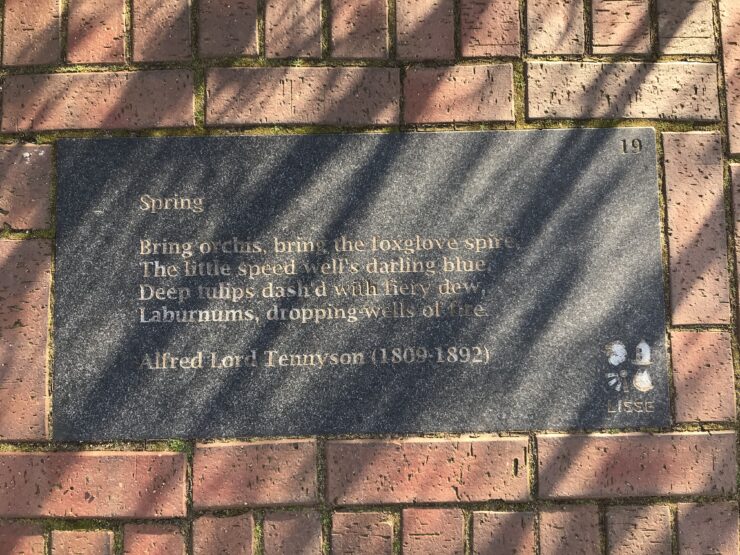 19
Spring
Bring orchis, bring the foxglove spire,
The little speed well's darling blue,
Deep tulips dash'd with fiery dew,
Laburnums, dropping-wells of fire.
Alfred Lord Tennyson (1809-1892)
LISSE